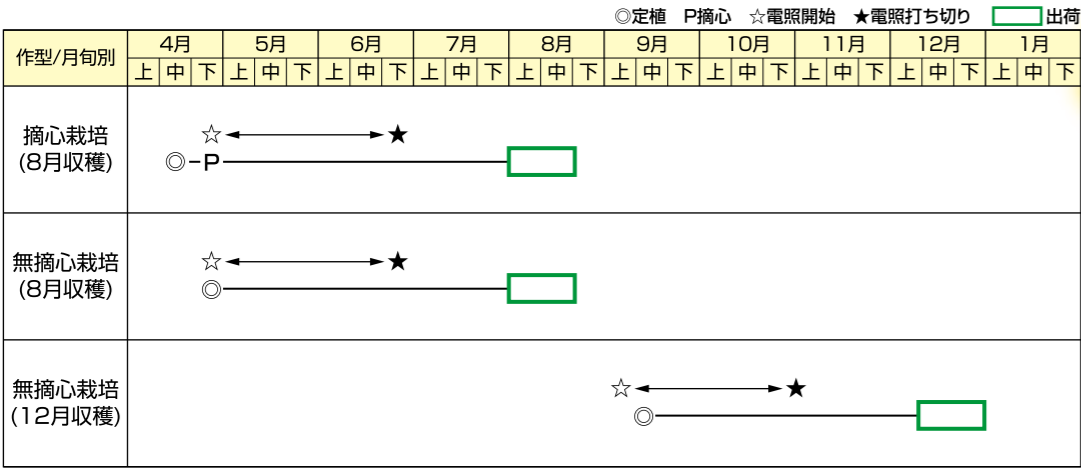 ◎定植 P摘心 ☆電照開始 ★電照打ち切り 出荷
作型/月旬別 4月 5月 6月 7月 8月 9月 10月 11月 12月 1月
上 中 下 上 中 下 上 中 下 上 中 下 上 中 下 上 中 下 上 中 下 上 中 下 上 中 下 上 中 下
摘心栽培
(8月収穫)
☆ ★
◎ P
無摘心栽培
(8月収穫)
☆ ★
◎
無摘心栽培
(12月収穫)
☆ ★
◎